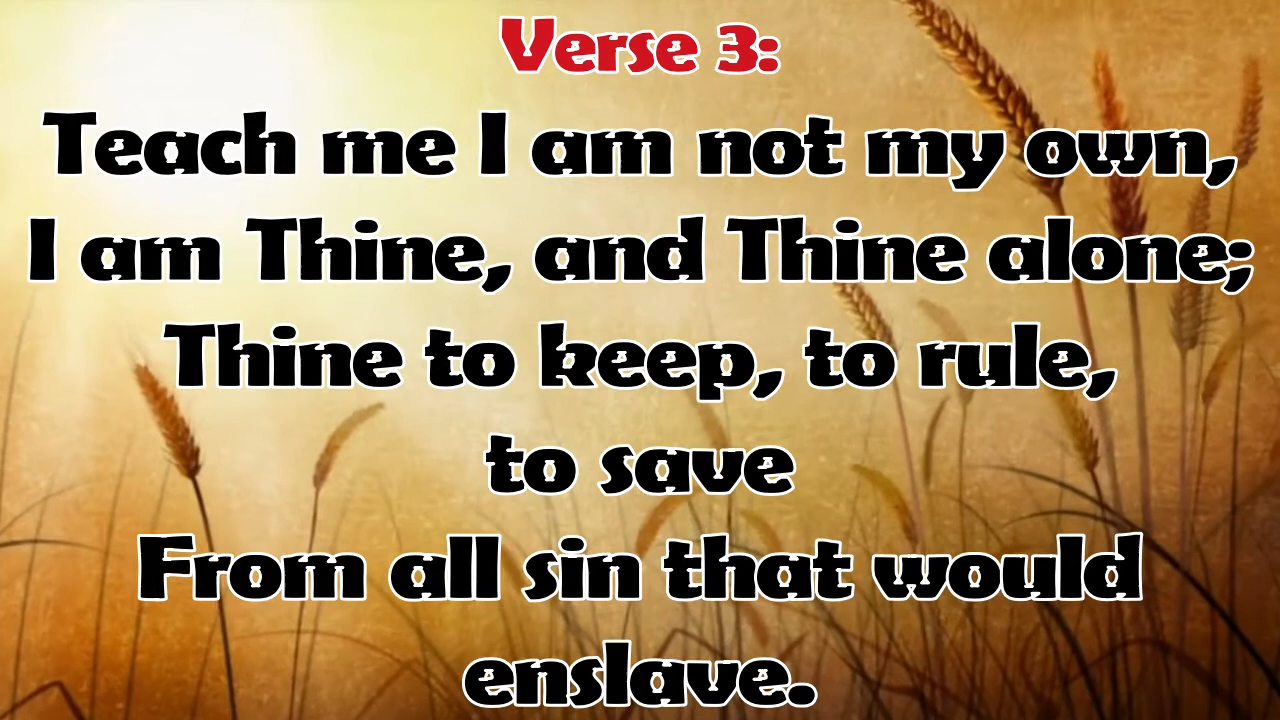 Verse 3:
Teach me I am not my own,
I am Thine, and Thine alone;
Thine to keep, to rule,
to save
From all sin that would
enslave.